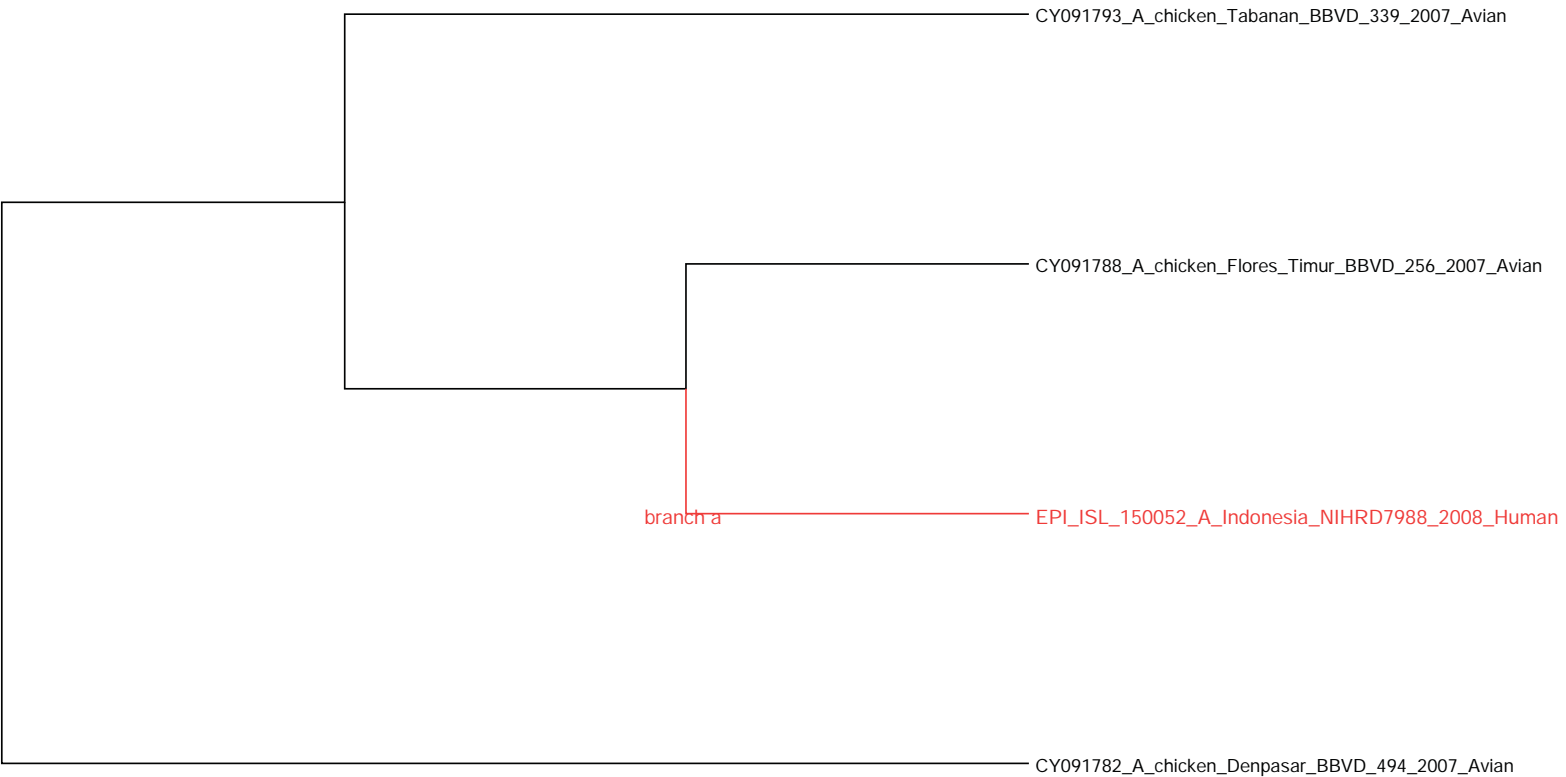 CY091793_A_chicken_Tabanan_BBVD_339_2007_Avian
CY091788_A_chicken_Flores_Timur_BBVD_256_2007_Avian
branch a
EPI_ISL_150052_A_Indonesia_NIHRD7988_2008_Human
CY091782_A_chicken_Denpasar_BBVD_494_2007_Avian